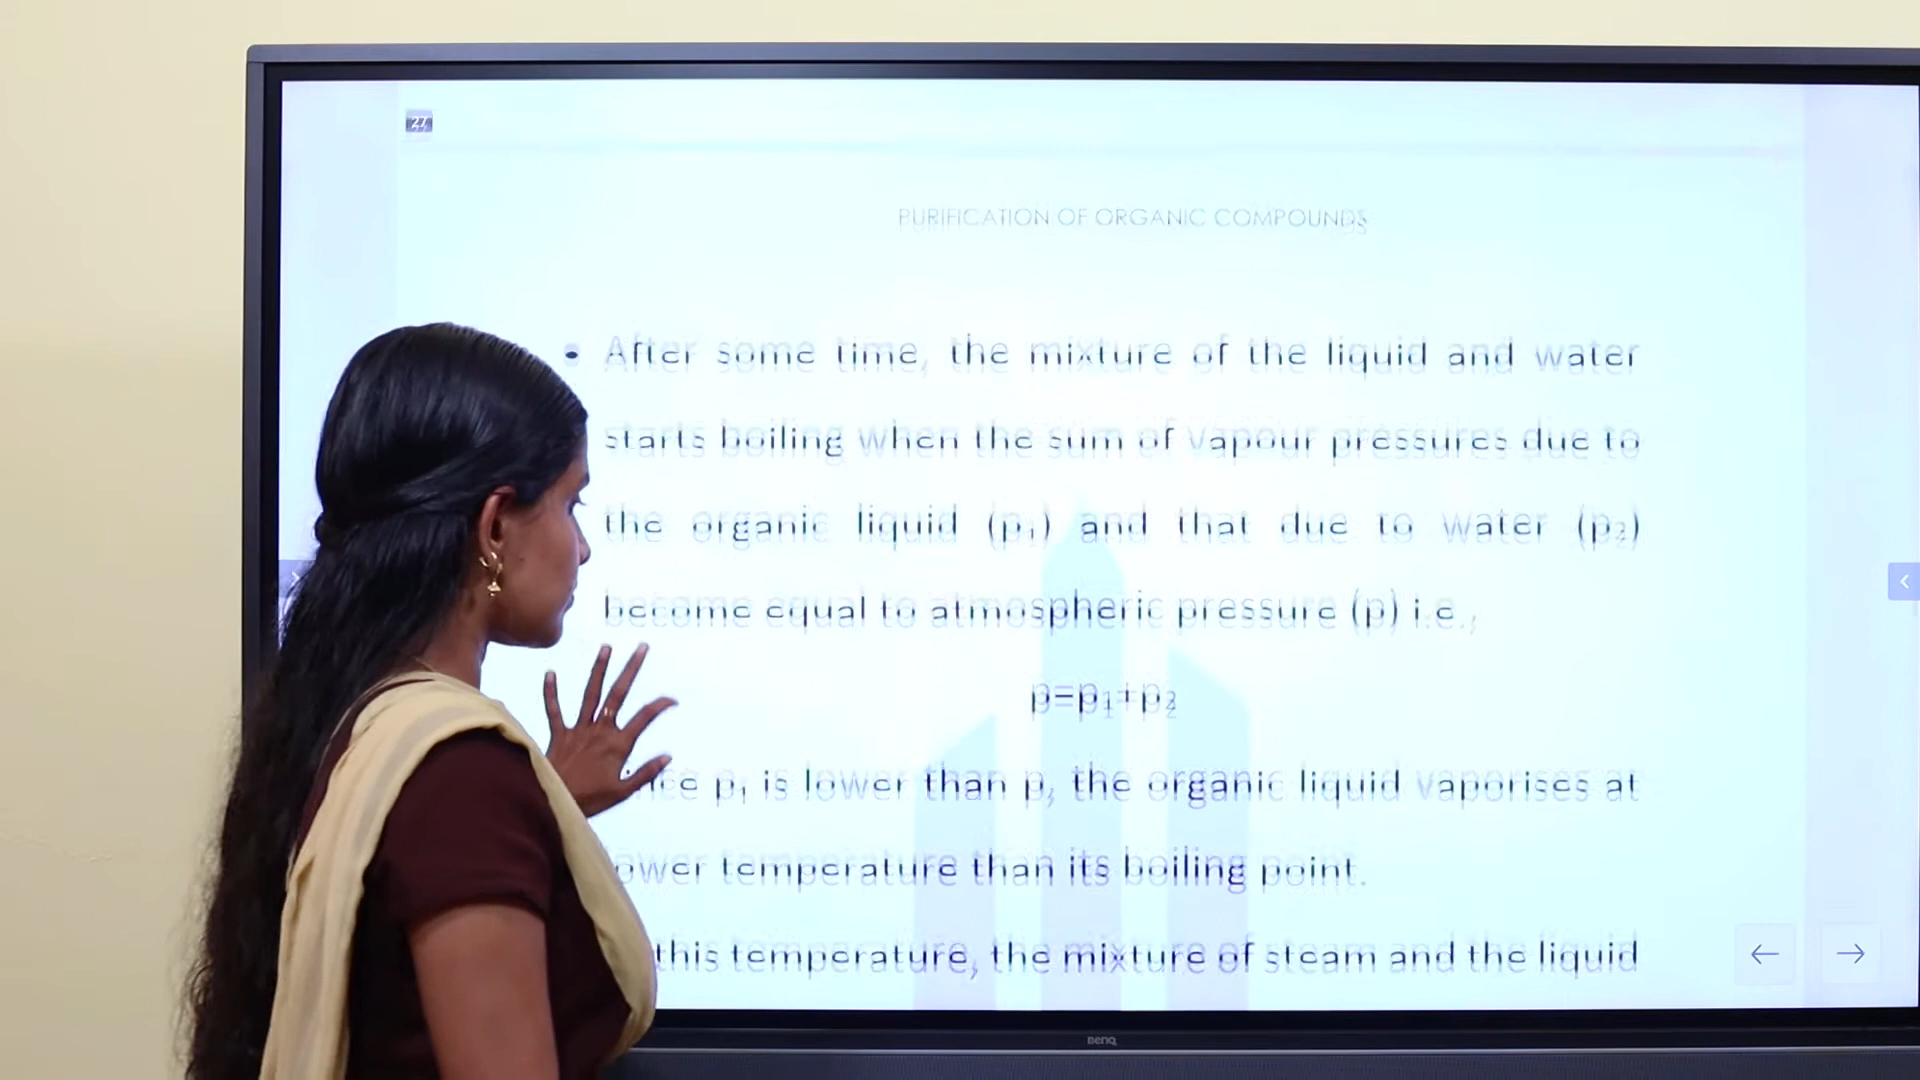 27
PURIFICATION OF ORGANIC COMPOUNDS
• After some time, the mixture of the liquid and water
starts boiling when the sum of vapour pressures due to
the organic liquid (p₁) and that due to water (p₂)
become equal to atmospheric pressure (p) i.e.,
p=p₁+p₂
p₁ is lower than p, the organic liquid vaporises at
temperature than its boiling point.
this temperature, the mixture of steam and the liquid
BenQ